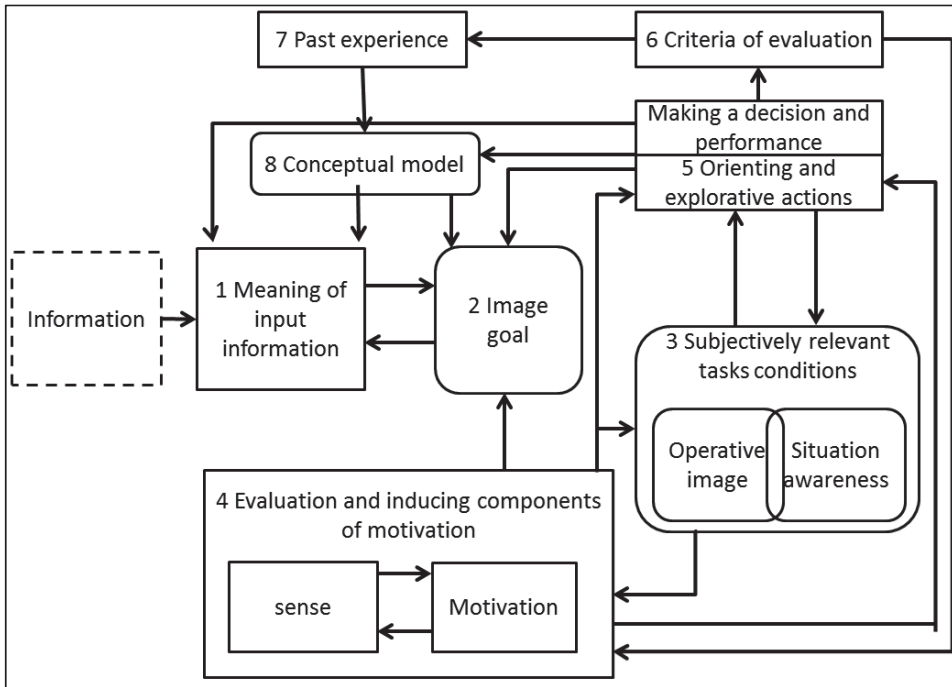 7 Past experience
6 Criteria of evaluation
Making a decision and
performance
5 Orienting and
explorative actions
8 Conceptual model
Information
1 Meaning of
input
information
2 Image
goal
3 Subjectively relevant
tasks conditions
Operative
image
Situation
awareness
4 Evaluation and inducing components
of motivation
sense
Motivation